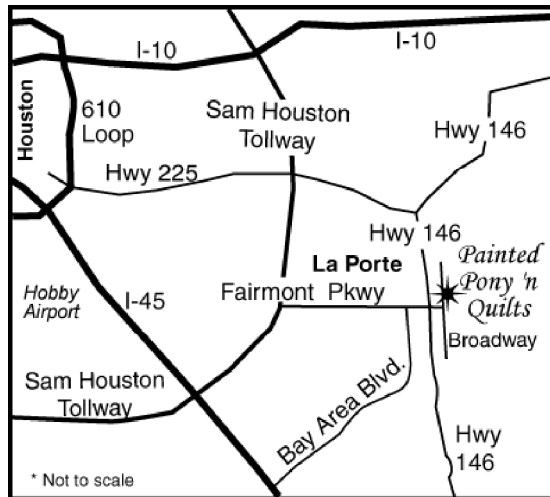 I-10
I-10
Houston
610
Loop
Sam Houston
Tollway
Hwy 146
Hwy 225
Hwy 146
La Porte
Painted
Pony 'n
Quilts
Hobby
Airport
I-45
Fairmont Pkwy
Broadway
Sam Houston
Tollway
Bay Area Blvd.
Hwy
146
* Not to scale